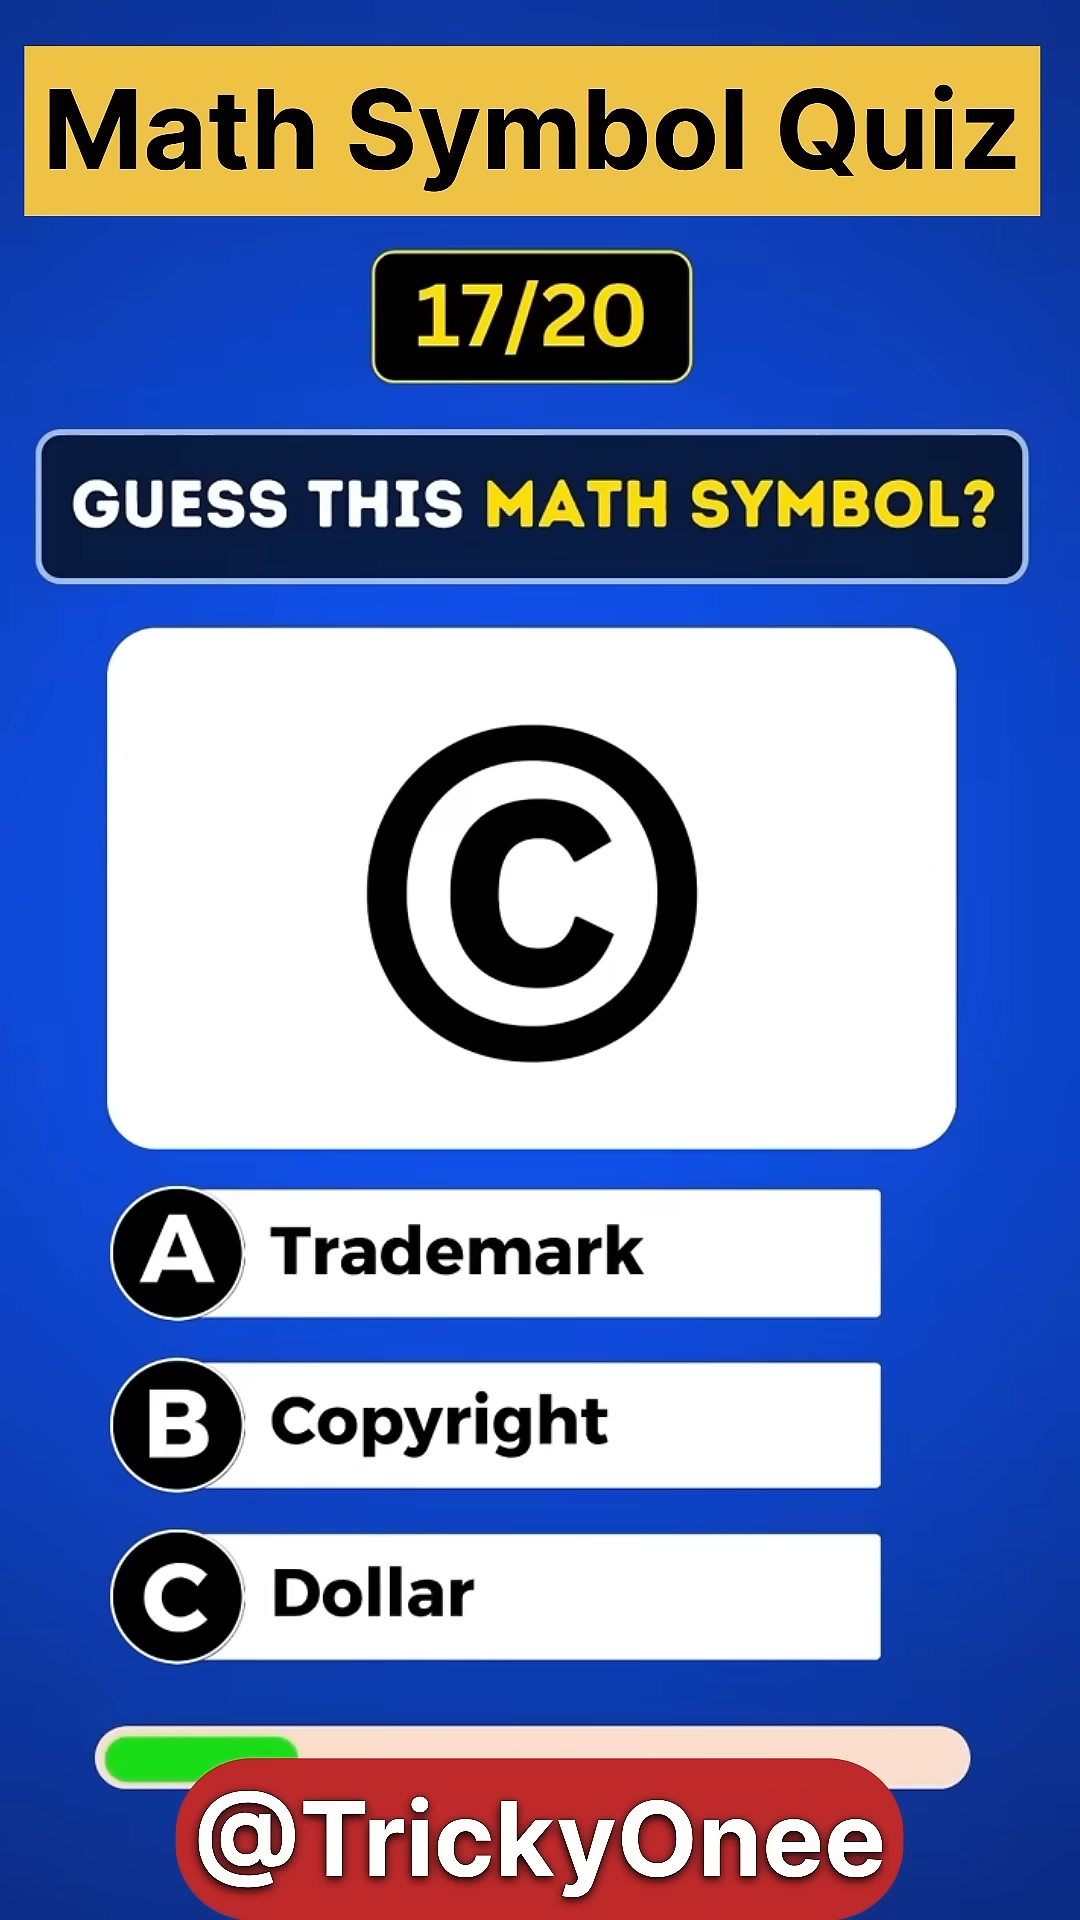 Math Symbol Quiz
17/20
GUESS THIS MATH SYMBOL?
©
A Trademark
B Copyright
C Dollar
@TrickyOnee